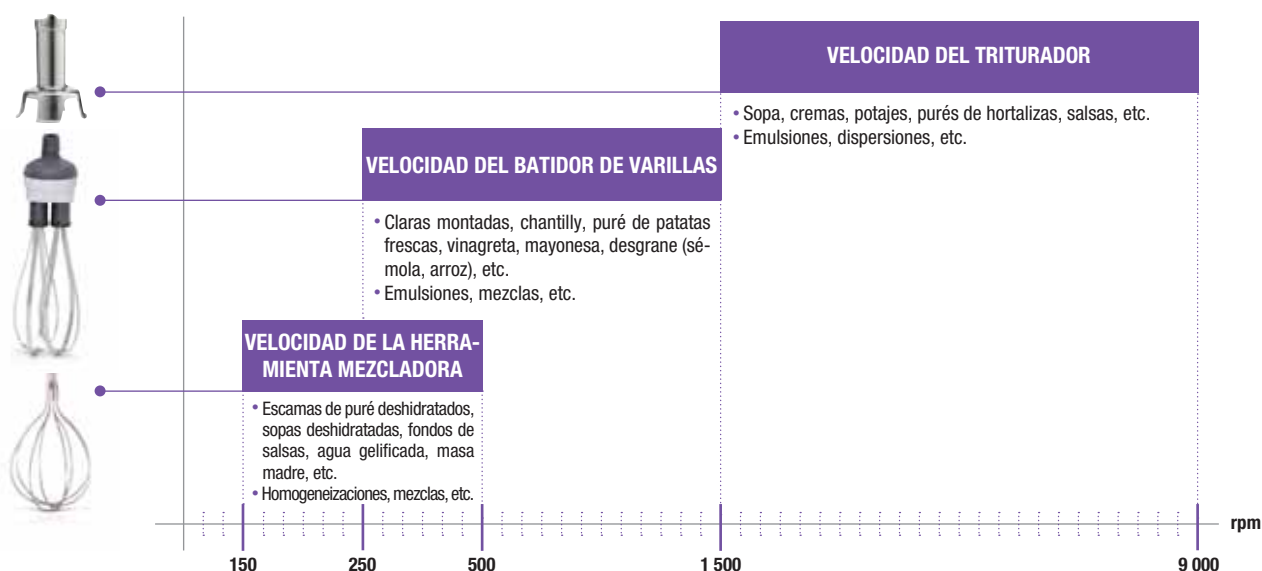 VELOCIDAD DEL TRITURADOR
• Sopa, cremas, potajes, purés de hortalizas, salsas, etc.
• Emulsiones, dispersiones, etc.
VELOCIDAD DEL BATIDOR DE VARILLAS
• Claras montadas, chantilly, puré de patatas
frescas, vinagreta, mayonesa, desgrane (sé-
mola, arroz), etc.
• Emulsiones, mezclas, etc.
VELOCIDAD DE LA HERRA-
MIENTA MEZCLADORA
• Escamas de puré deshidratados,
sopas deshidratadas, fondos de
salsas, agua gelificada, masa
madre, etc.
• Homogeneizaciones, mezclas, etc.
rpm
150 250 500 1 500 9 000